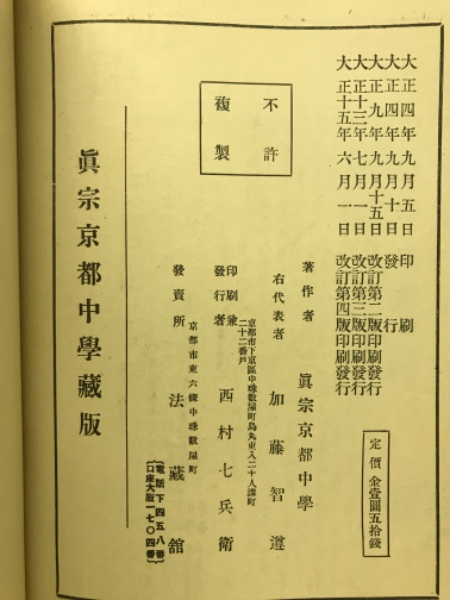 大正四年九月五日印刷
大正四年九月十日發行
大正九年九月十五日改訂第二版印刷發行
大正十三年七月一日改訂第三版印刷發行
大正十五年六月一日改訂第四版印刷發行
定價 金壹圓五拾錢
不許
複製
著作者 眞宗京都中學
右代表者 加藤智遵
京都市下京區中珠數屋町烏丸東入二十人講町
二十二番戸
印刷兼
發行者 西村七兵衛
京都市東六條中珠數屋町
發賣所 法藏館
電話下四五八番
口座大阪一七〇四番
眞宗京都中學藏版